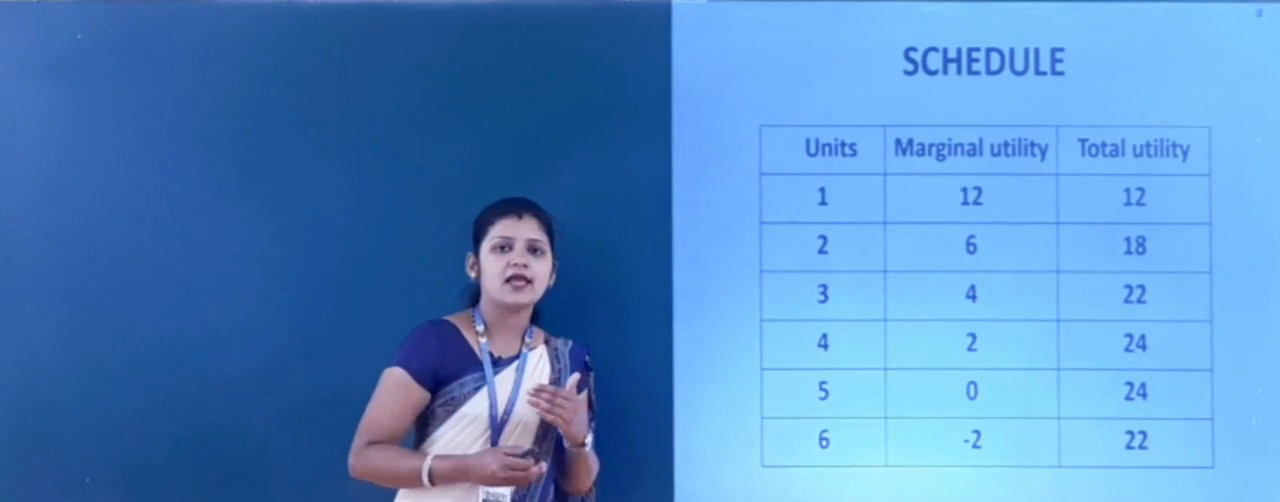 SCHEDULE
Units Marginal utility Total utility
1 12 12
2 6 18
3 4 22
4 2 24
5 0 24
6 -2 22